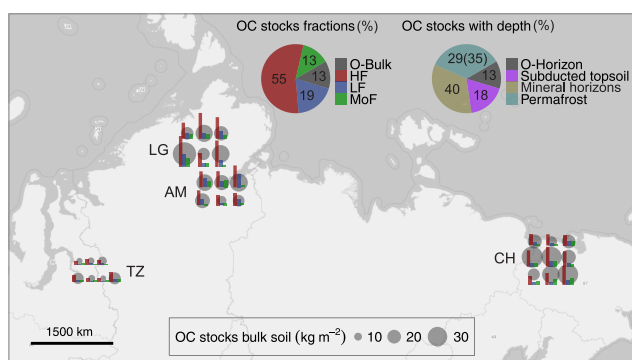 OC stocks fractions (%)
OC stocks with depth (%)
13
13
55
19
O-Bulk
HF
LF
MoF
29(35)
13
40
18
O-Horizon
Subducted topsoil
Mineral horizons
Permafrost
LG
AM
TZ
CH
1500 km
OC stocks bulk soil (kg m⁻²) 10 20 30